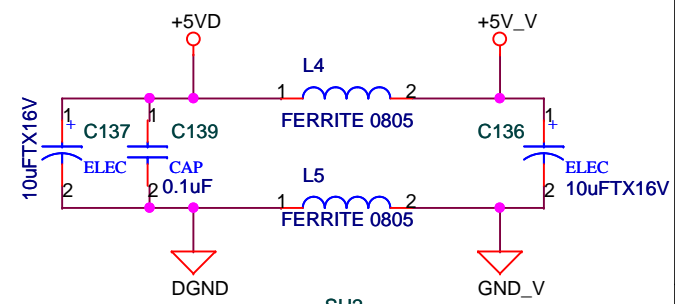 +5VD
+5V_V
L4
1
2
FERRITE 0805
10uFTX16V
1
+
C137
ELEC
2
1
C139
CAP
0.1uF
2
C136
1
+
ELEC
10uFTX16V
2
L5
1
2
FERRITE 0805
DGND
GND_V